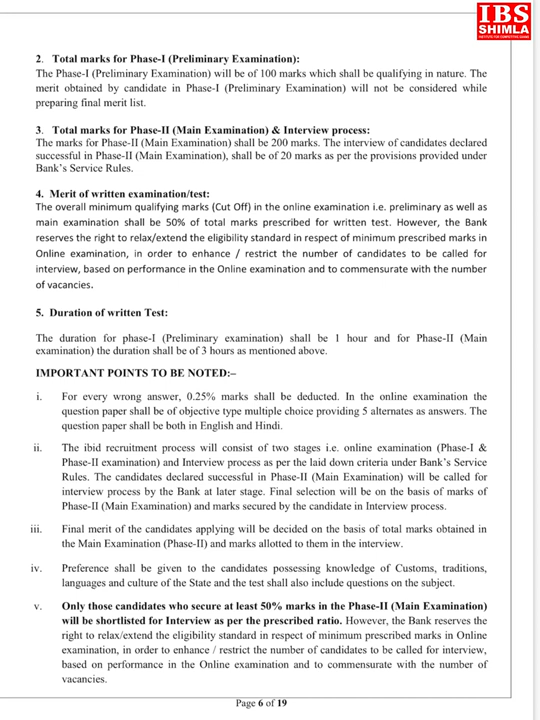 IBS
SHIMLA
INSTITUTE FOR COMPETITIVE EXAMS
2. Total marks for Phase-I (Preliminary Examination):
The Phase-I (Preliminary Examination) will be of 100 marks which shall be qualifying in nature. The
merit obtained by candidate in Phase-I (Preliminary Examination) will not be considered while
preparing final merit list.
3. Total marks for Phase-II (Main Examination) & Interview process:
The marks for Phase-II (Main Examination) shall be 200 marks. The interview of candidates declared
successful in Phase-II (Main Examination), shall be of 20 marks as per the provisions provided under
Bank's Service Rules.
4. Merit of written examination/test:
The overall minimum qualifying marks (Cut Off) in the online examination i.e. preliminary as well as
main examination shall be 50% of total marks prescribed for written test. However, the Bank
reserves the right to relax/extend the eligibility standard in respect of minimum prescribed marks in
Online examination, in order to enhance / restrict the number of candidates to be called for
interview, based on performance in the Online examination and to commensurate with the number
of vacancies.
5. Duration of written Test:
The duration for phase-I (Preliminary examination) shall be 1 hour and for Phase-II (Main
examination) the duration shall be of 3 hours as mentioned above.
IMPORTANT POINTS TO BE NOTED:–
i. For every wrong answer, 0.25% marks shall be deducted. In the online examination the
question paper shall be of objective type multiple choice providing 5 alternates as answers. The
question paper shall be both in English and Hindi.
ii. The ibid recruitment process will consist of two stages i.e. online examination (Phase-I &
Phase-II examination) and Interview process as per the laid down criteria under Bank's Service
Rules. The candidates declared successful in Phase-II (Main Examination) will be called for
interview process by the Bank at later stage. Final selection will be on the basis of marks of
Phase-II (Main Examination) and marks secured by the candidate in Interview process.
iii. Final merit of the candidates applying will be decided on the basis of total marks obtained in
the Main Examination (Phase-II) and marks allotted to them in the interview.
iv. Preference shall be given to the candidates possessing knowledge of Customs, traditions,
languages and culture of the State and the test shall also include questions on the subject.
v. Only those candidates who secure at least 50% marks in the Phase-II (Main Examination)
will be shortlisted for Interview as per the prescribed ratio. However, the Bank reserves the
right to relax/extend the eligibility standard in respect of minimum prescribed marks in Online
examination, in order to enhance / restrict the number of candidates to be called for interview,
based on performance in the Online examination and to commensurate with the number of
vacancies.
Page 6 of 19